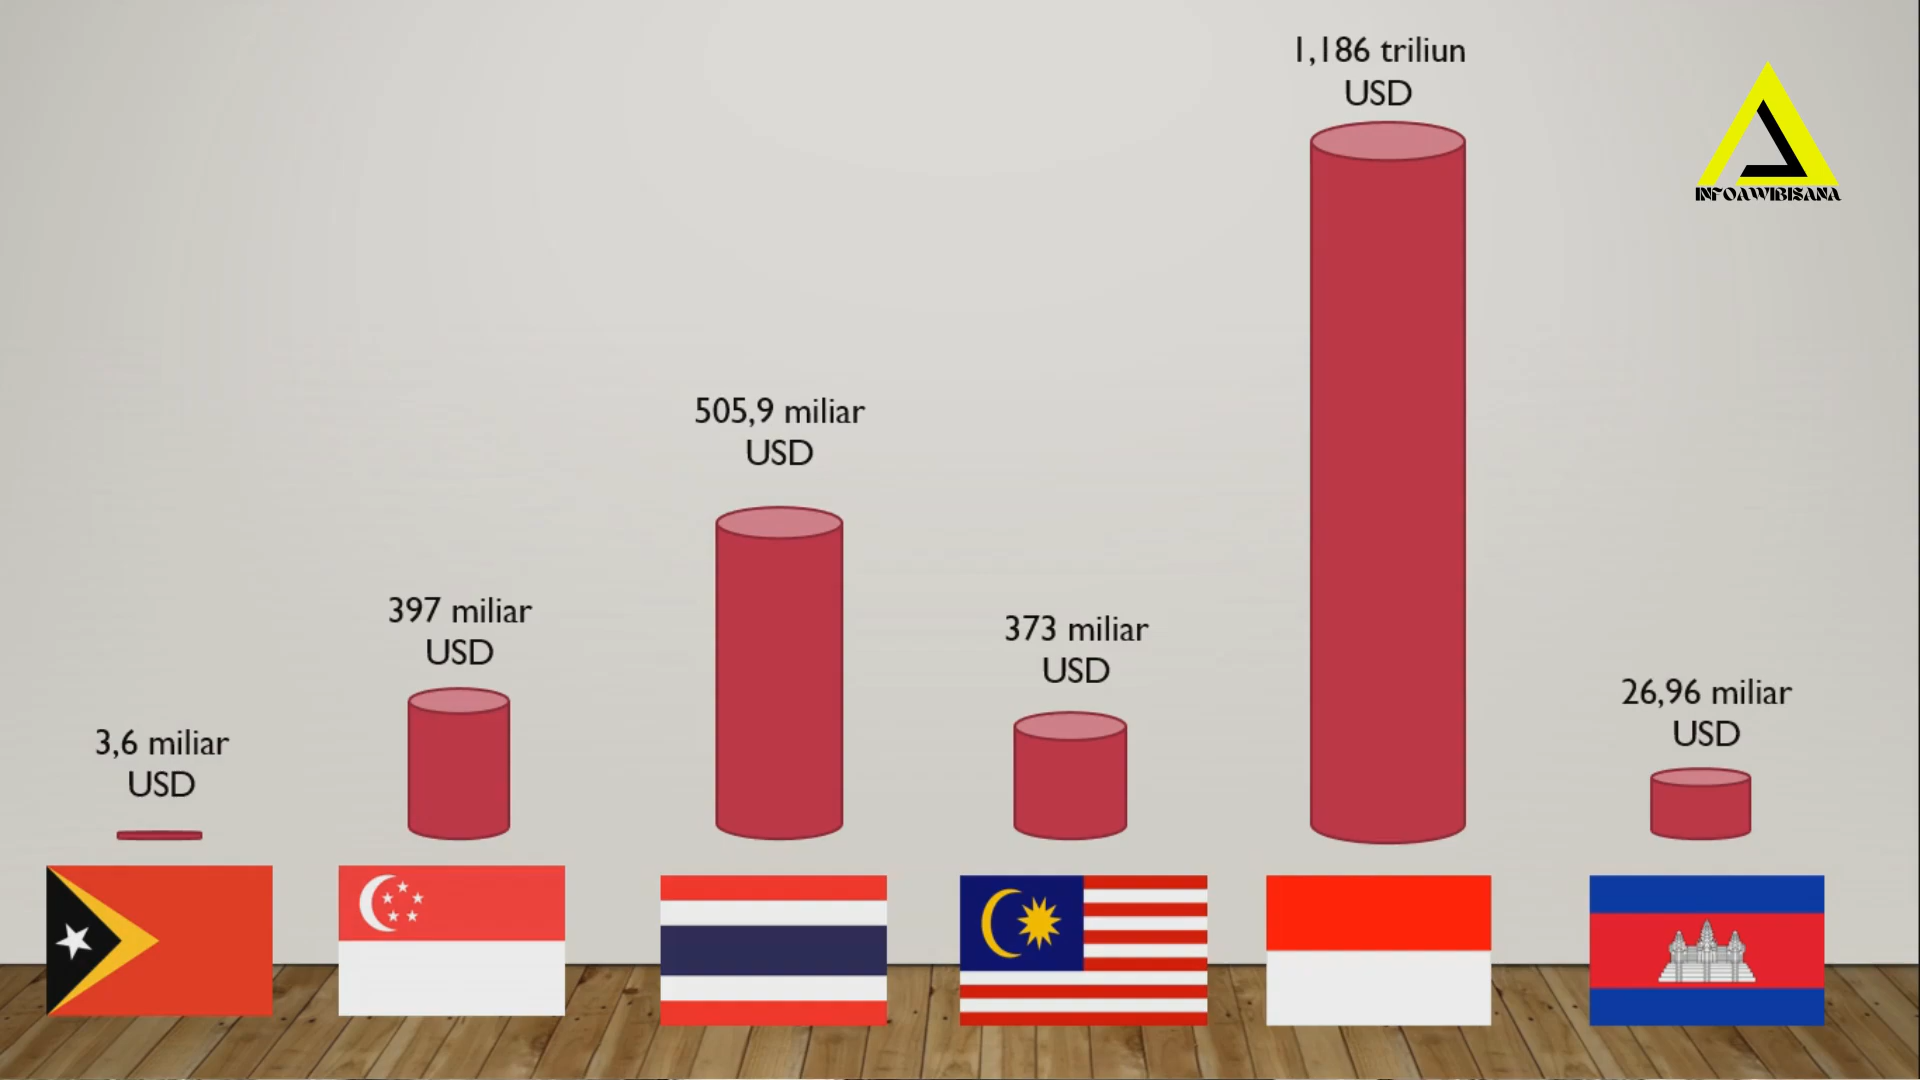 3,6 miliar
USD
397 miliar
USD
505,9 miliar
USD
373 miliar
USD
1,186 triliun
USD
26,96 miliar
USD
INFOAWIBISANA